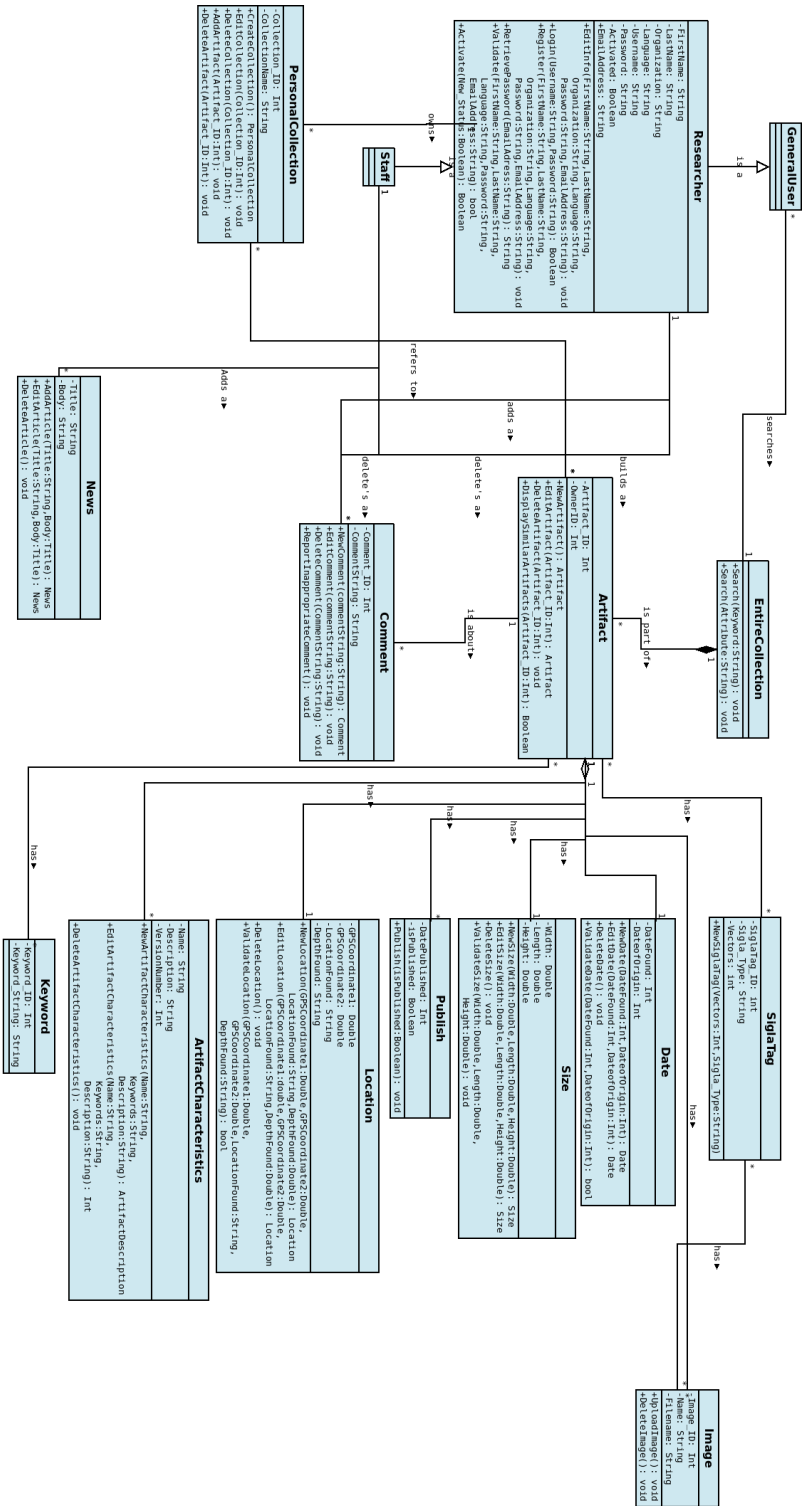 GeneralUser
*
is a
searches▶
Researcher
-FirstName: String
-LastName: String
-Organization: String
-Language: String
-Username: String
-Password: String
-Activated: Boolean
+EmailAddress: String
+EditInfo(FirstName:String,LastName:String,
Organization:String,Language:String,
Password:String,EmailAddress:String): void
+Login(Username:String,Password:String): Boolean
+Register(FirstName:String,LastName:String,
Organization:String,Language:String,
Password:String,EmailAddress:String): void
+RetrievePassword(EmailAddress:String): String
+Validate(FirstName:String,LastName:String,
Language:String,Password:String,
EmailAddress:String): bool
+Activate(New Status:Boolean): Boolean
1
owns▶
is a
Staff
1
PersonalCollection
-Collection_ID: Int
-CollectionName: String
+CreateCollection(): PersonalCollection
+EditCollection(Collection_ID:Int): void
+DeleteCollection(Collection_ID:Int): void
+AddArtifact(Artifact_ID:Int): void
+DeleteArtifact(Artifact_ID:Int): void
*
*
refers to▶
Adds a▶
adds a▶
builds a▶
delete's a▶
delete's a▶
*
News
-Title: String
-Body: String
+AddArticle(Title:String,Body:Title): News
+EditArticle(Title:String,Body:Title): News
+DeleteArticle(): void
EntireCollection
+Search(Keyword:String): void
+Search(Attribute:String): void
1
1
is part of▶
*
Artifact
-Artifact_ID: Int
-OwnerID: Int
+NewArtifact(): Artifact
+EditArtifact(Artifact_ID:Int): Artifact
+DeleteArtifact(Artifact_ID:Int): void
+DisplaySimilarArtifacts(Artifact_ID:Int): Boolean
*
1
is about▶
*
*
Comment
-Comment_ID: Int
-CommentString: String
+NewComment(commentString:String): Comment
+EditComment(commentString:String): void
+DeleteComment(CommentString:String): void
+ReportInappropriateComment(): void
*
1
1
*
has▶
has▶
has▶
has▶
has▶
has▶
has▶
has▶
*
SiglaTag
-SiglaTag_ID: int
-Sigla_Type: String
-Vectors: int
+NewSiglaTag(Vectors:Int,Sigla_Type:String)
*
1
Date
-DateFound: Int
-DateofOrigin: Int
+NewDate(DateFound:Int,DateofOrigin:Int): Date
+EditDate(DateFound:Int,DateofOrigin:Int): Date
+DeleteDate(): void
+ValidateDate(DateFound:Int,DateofOrigin:Int): bool
1
Size
-Width: Double
-Length: Double
-Height: Double
+NewSize(Width:Double,Length:Double,Height:Double): Size
+EditSize(Width:Double,Length:Double,Height:Double): Size
+DeleteSize(): void
+ValidateSize(Width:Double,Length:Double,
Height:Double): void
*
Publish
-DatePublished: Int
-isPublished: Boolean
+Publish(isPublished:Boolean): void
1
Location
-GPSCoordinate1: Double
-GPSCoordinate2: Double
-LocationFound: String
-DepthFound: String
+NewLocation(GPSCoordinate1:Double,GPSCoordinate2:Double,
LocationFound:String,DepthFound:Double): Location
+EditLocation(GPSCoordinate1:Double,GPSCoordinate2:Double,
LocationFound:String,DepthFound:Double): Location
+DeleteLocation(): void
+ValidateLocation(GPSCoordinate1:Double,
GPSCoordinate2:Double,LocationFound:String,
DepthFound:String): bool
*
ArtifactCharacteristics
-Name: String
-Description: String
-VersionNumber: Int
+NewArtifactCharacteristics(Name:String,
Keywords:String,
Description:String): ArtifactDescription
+EditArtifactCharacteristics(Name:String,
Keywords:String,
Description:String): Int
+DeleteArtifactCharacteristics(): void
*
Keyword
-Keyword_ID: Int
-Keyword_String: String
has▶
*
*
Image
-Image_ID: Int
-Name: String
-Filename: String
+UploadImage(): void
+DeleteImage(): void